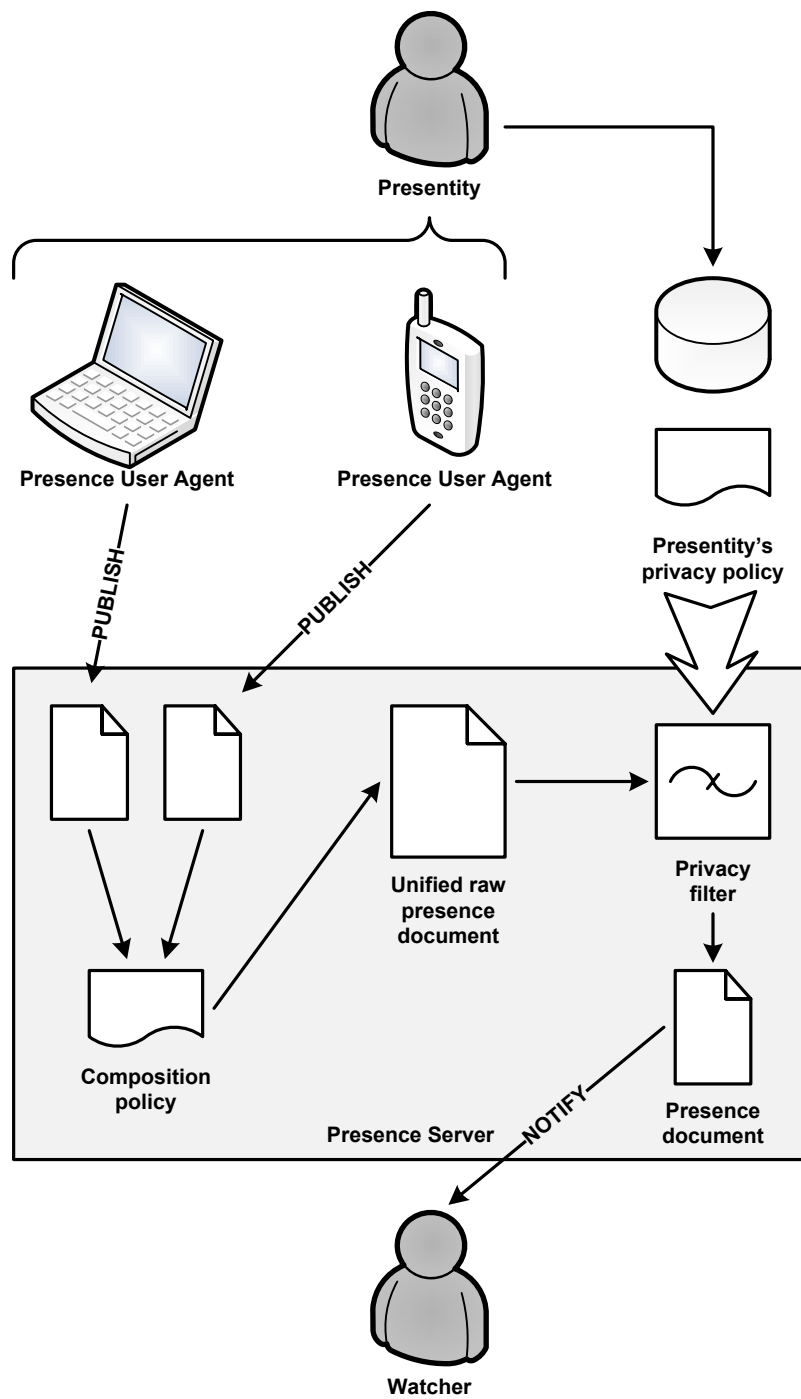 Presentity
Presence User Agent
Presence User Agent
Presentity's
privacy policy
PUBLISH
PUBLISH
Unified raw
presence
document
Privacy
filter
Composition
policy
Presence
document
Presence Server
NOTIFY
Watcher